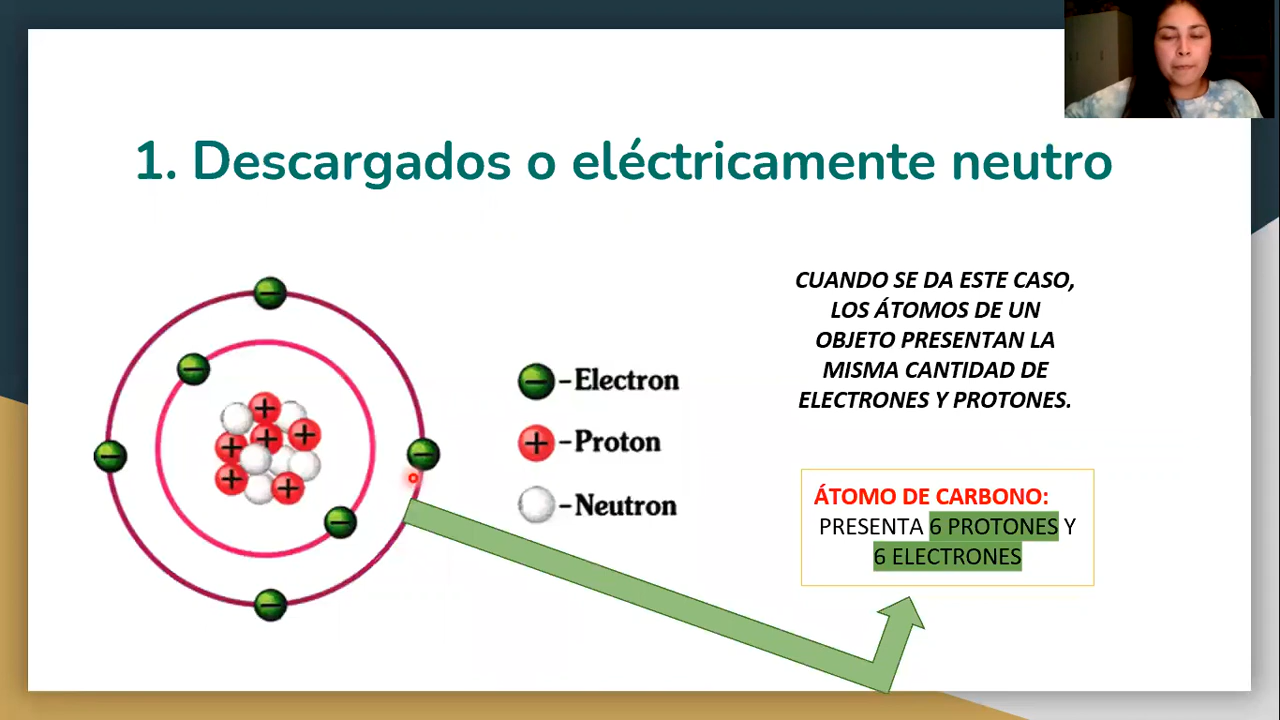 1. Descargados o eléctricamente neutro
CUANDO SE DA ESTE CASO,
LOS ÁTOMOS DE UN
OBJETO PRESENTAN LA
MISMA CANTIDAD DE
ELECTRONES Y PROTONES.
-Electron
-Proton
-Neutron
ÁTOMO DE CARBONO:
PRESENTA 6 PROTONES Y
6 ELECTRONES